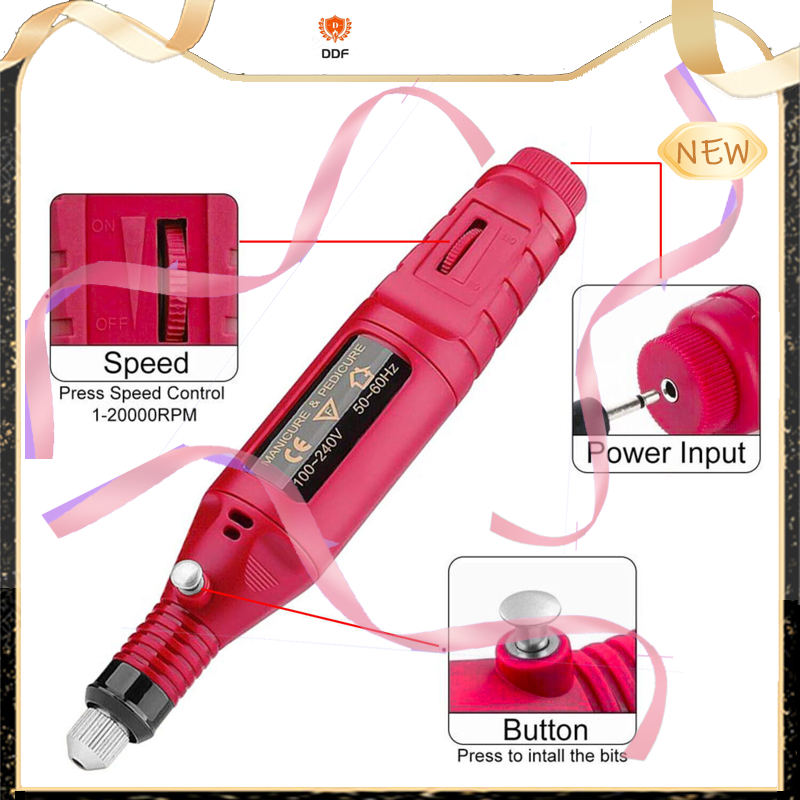 DDF
NEW
ON
OFF
Speed
Press Speed Control
1-20000RPM
MANICURE & PEDICURE
CE
F
100~240V
50~60Hz
Power Input
Button
Press to intall the bits